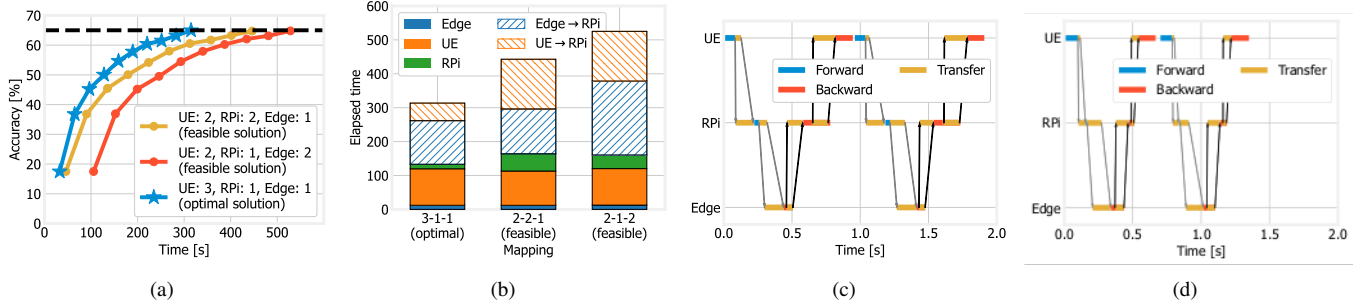 70
60
50
40
30
20
10
0
Accuracy [%]
0 100 200 300 400 500 600
Time [s]
UE: 2, RPi: 2, Edge: 1
(feasible solution)
UE: 2, RPi: 1, Edge: 2
(feasible solution)
UE: 3, RPi: 1, Edge: 1
(optimal solution)
(a)
600
500
400
300
200
100
0
Elapsed time
Edge
UE
RPi
Edge→RPi
UE→RPi
3-1-1 2-2-1 2-1-2
(optimal) (feasible) (feasible)
Mapping
(b)
UE
RPi
Edge
Forward
Backward
Transfer
0.0 0.5 1.0 1.5 2.0
Time [s]
(c)
UE
RPi
Edge
Forward
Backward
Transfer
0.0 0.5 1.0 1.5 2.0
Time [s]
(d)